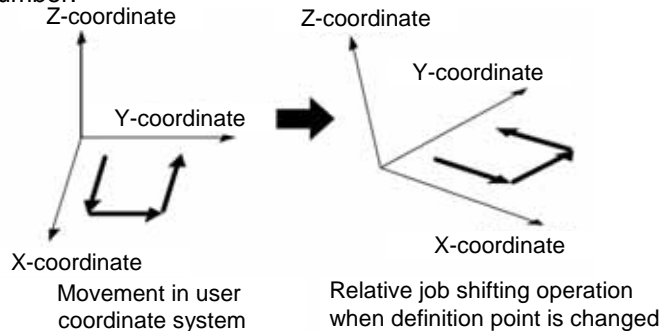 Z-coordinate
Y-coordinate
X-coordinate
Movement in user
coordinate system
Z-coordinate
Y-coordinate
X-coordinate
Relative job shifting operation
when definition point is changed